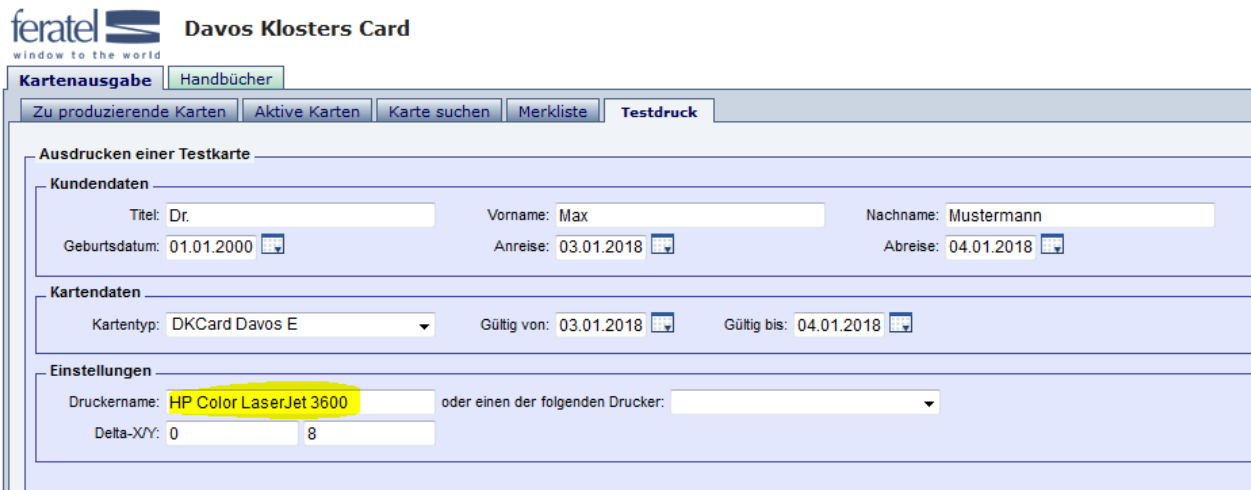 feratel
window to the world
Davos Klosters Card
Kartenausgabe Handbücher
Zu produzierende Karten Aktive Karten Karte suchen Merkliste Testdruck
Ausdrucken einer Testkarte
Kundendaten
Titel: Dr. Vorname: Max Nachname: Mustermann
Geburtsdatum: 01.01.2000 Anreise: 03.01.2018 Abreise: 04.01.2018
Kartendaten
Kartentyp: DKCard Davos E Gültig von: 03.01.2018 Gültig bis: 04.01.2018
Einstellungen
Druckername: HP Color LaserJet 3600 oder einen der folgenden Drucker:
Delta-X/Y: 0 8